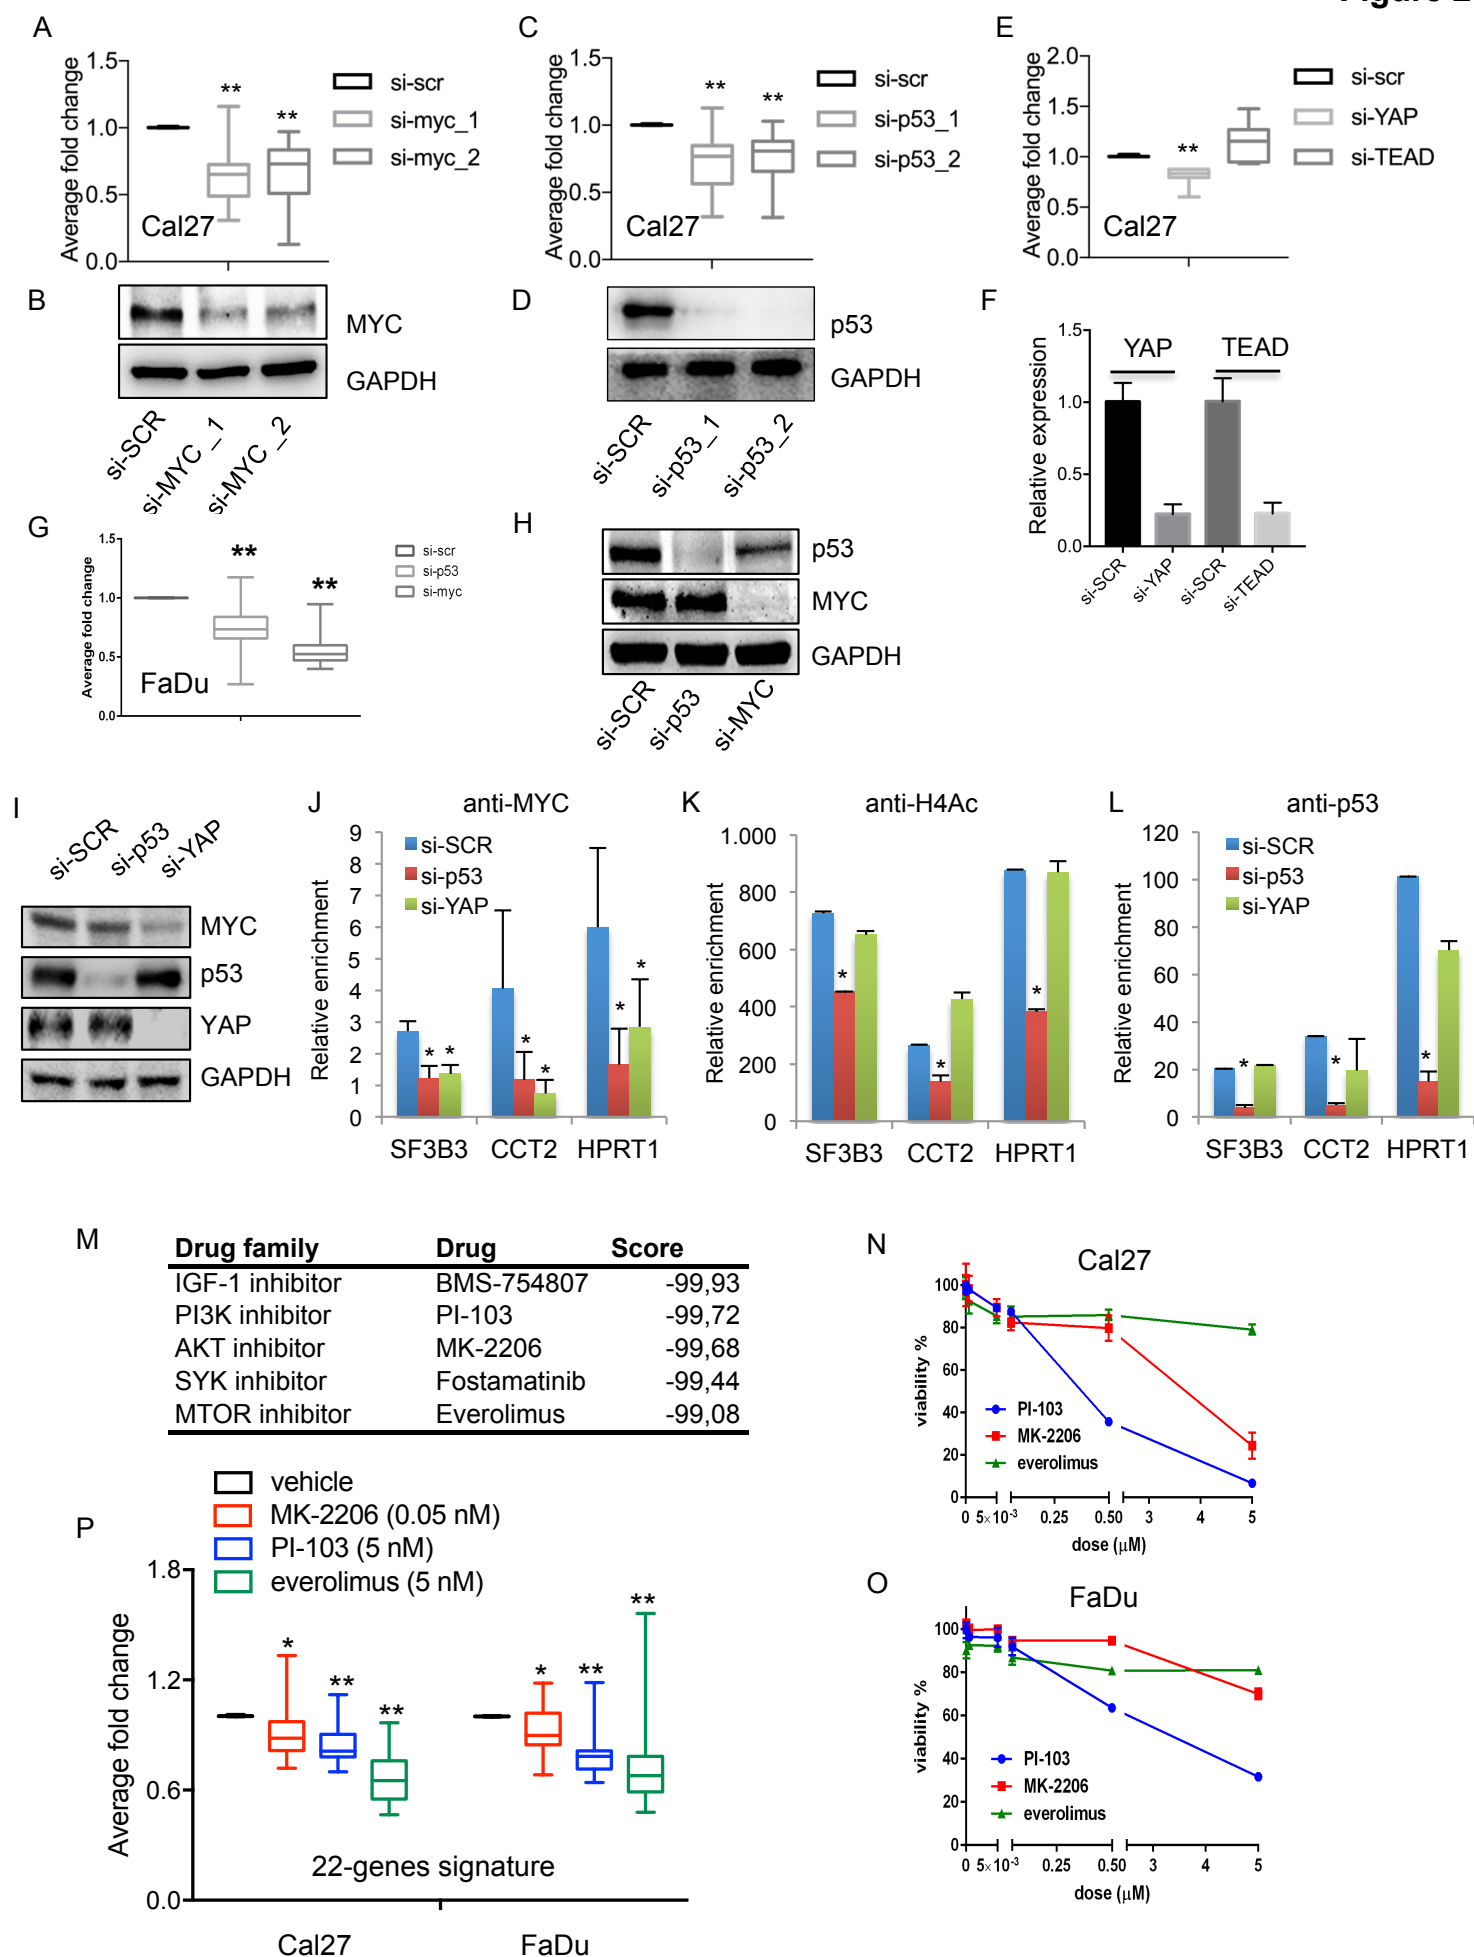 Figure 2
A
Average fold change
1.5
1.0
0.5
0.0
**
**
Cal27
si-scr
si-myc_1
si-myc_2
B
MYC
GAPDH
si-SCR
si-MYC_1
si-MYC_2
C
Average fold change
1.5
1.0
0.5
0.0
**
**
Cal27
si-scr
si-p53_1
si-p53_2
D
p53
GAPDH
si-SCR
si-p53_1
si-p53_2
E
Average fold change
2.0
1.5
1.0
0.5
0.0
**
Cal27
si-scr
si-YAP
si-TEAD
F
Relative expression
1.5
1.0
0.5
0.0
YAP
TEAD
si-SCR
si-YAP
si-SCR
si-TEAD
G
Average fold change
1.5
1.0
0.5
0.0
**
**
FaDu
si-scr
si-p53
si-myc
H
p53
MYC
GAPDH
si-SCR
si-p53
si-MYC
I
si-SCR
si-p53
si-YAP
MYC
p53
YAP
GAPDH
J
anti-MYC
Relative enrichment
9
8
7
6
5
4
3
2
1
0
si-SCR
si-p53
si-YAP
* *
* *
* *
SF3B3 CCT2 HPRT1
K
anti-H4Ac
Relative enrichment
1.000
800
600
400
200
0
*
*
*
SF3B3 CCT2 HPRT1
L
anti-p53
Relative enrichment
120
100
80
60
40
20
0
si-SCR
si-p53
si-YAP
*
*
*
SF3B3 CCT2 HPRT1
M
Drug family Drug Score
IGF-1 inhibitor BMS-754807 -99,93
PI3K inhibitor PI-103 -99,72
AKT inhibitor MK-2206 -99,68
SYK inhibitor Fostamatinib -99,44
MTOR inhibitor Everolimus -99,08
N
Cal27
viability %
100
80
60
40
20
0
PI-103
MK-2206
everolimus
0 5×10-3 0.25 0.50 3 4 5
dose (μM)
O
FaDu
viability %
100
80
60
40
20
0
PI-103
MK-2206
everolimus
0 5×10-3 0.25 0.50 3 4 5
dose (μM)
P
vehicle
MK-2206 (0.05 nM)
PI-103 (5 nM)
everolimus (5 nM)
Average fold change
1.8
1.2
0.6
0.0
*
**
**
*
**
**
22-genes signature
Cal27 FaDu